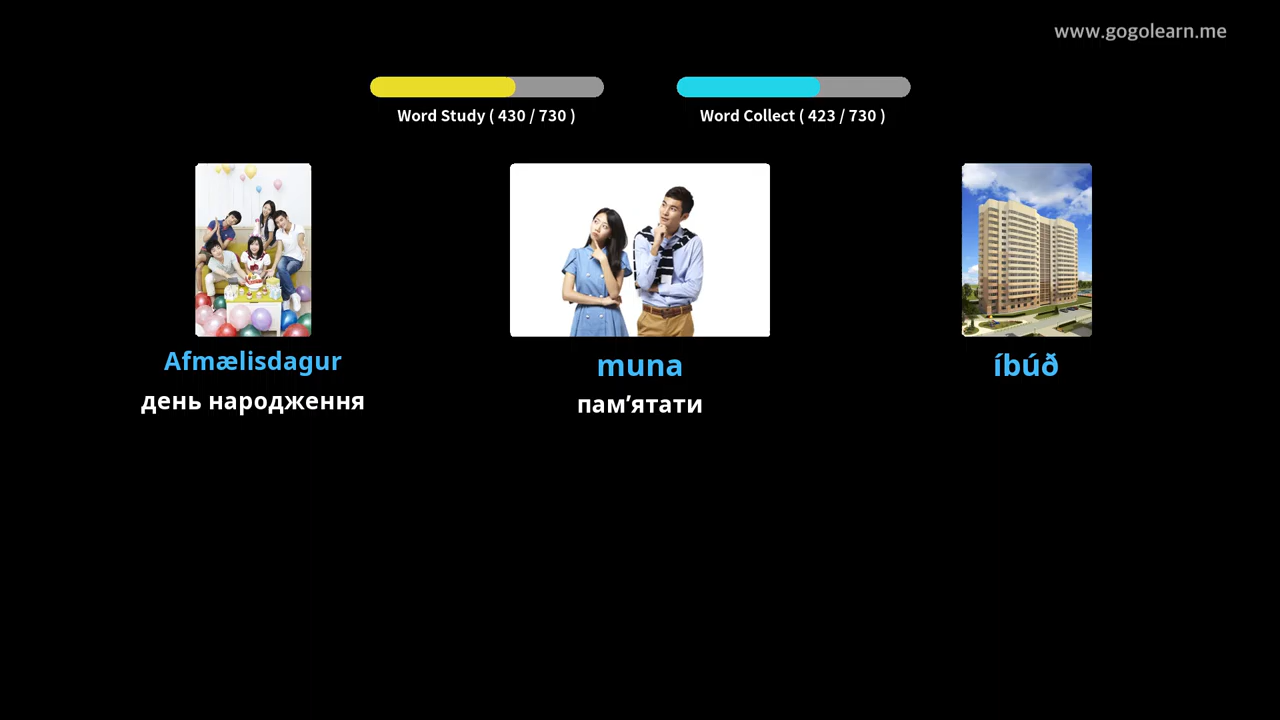 www.gogolearn.me
Word Study ( 430 / 730 )
Word Collect ( 423 / 730 )
Afmælisdagur
день народження
muna
пам’ятати
íbúð